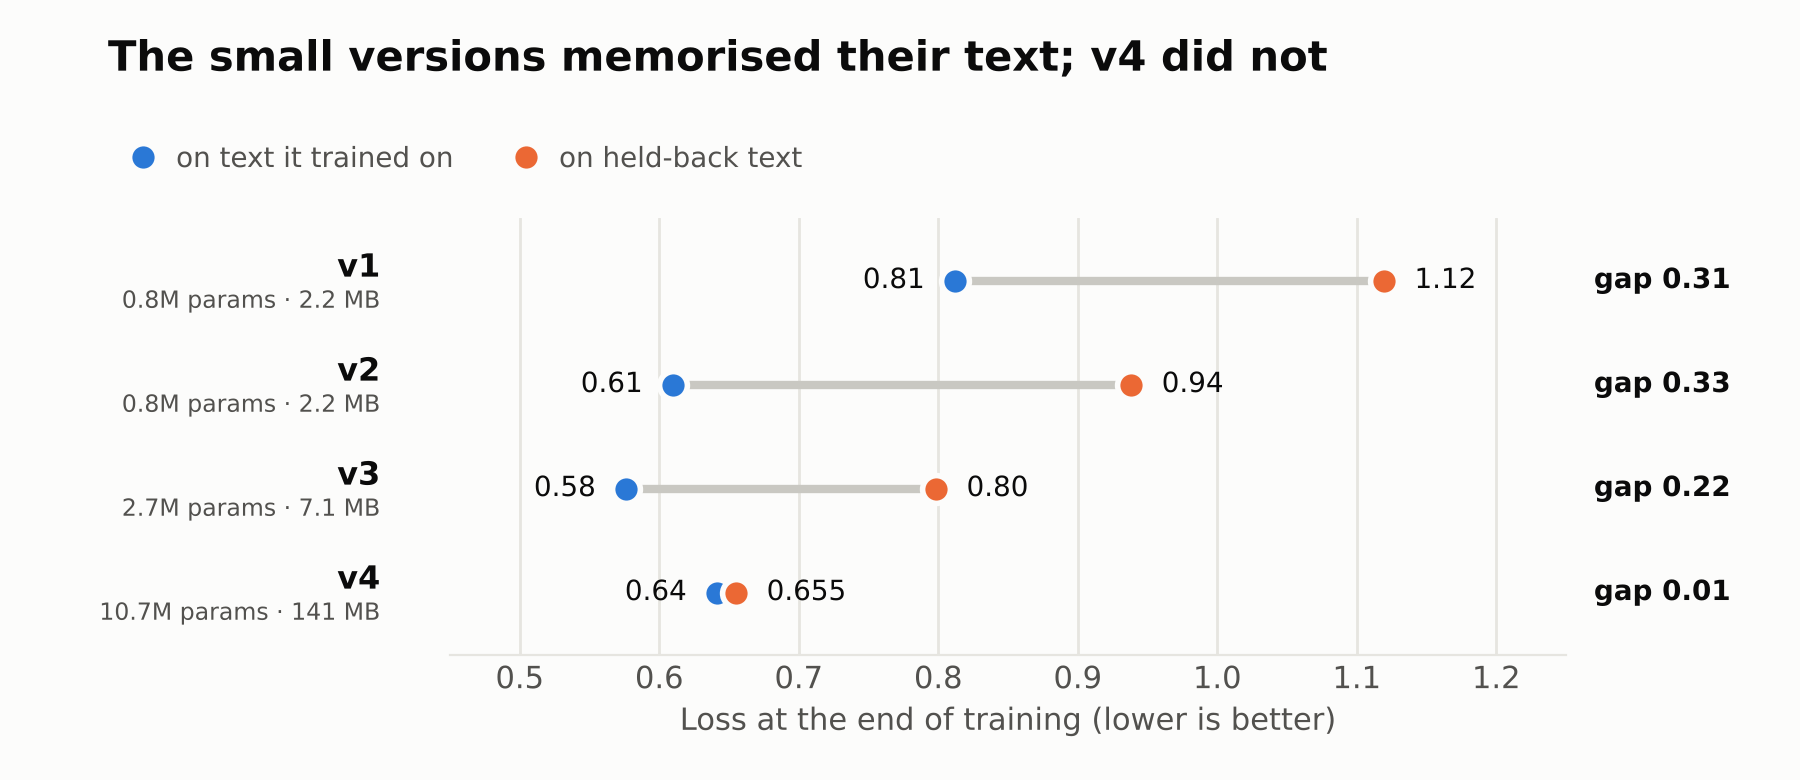 The small versions memorised their text; v4 did not
on text it trained on on held-back text
v1
0.81 1.12 gap 0.31
0.8M params · 2.2 MB
v2
0.61 0.94 gap 0.33
0.8M params · 2.2 MB
v3
0.58 0.80 gap 0.22
2.7M params · 7.1 MB
v4
0.64 0.655 gap 0.01
10.7M params · 141 MB
0.5 0.6 0.7 0.8 0.9 1.0 1.1 1.2
Loss at the end of training (lower is better)